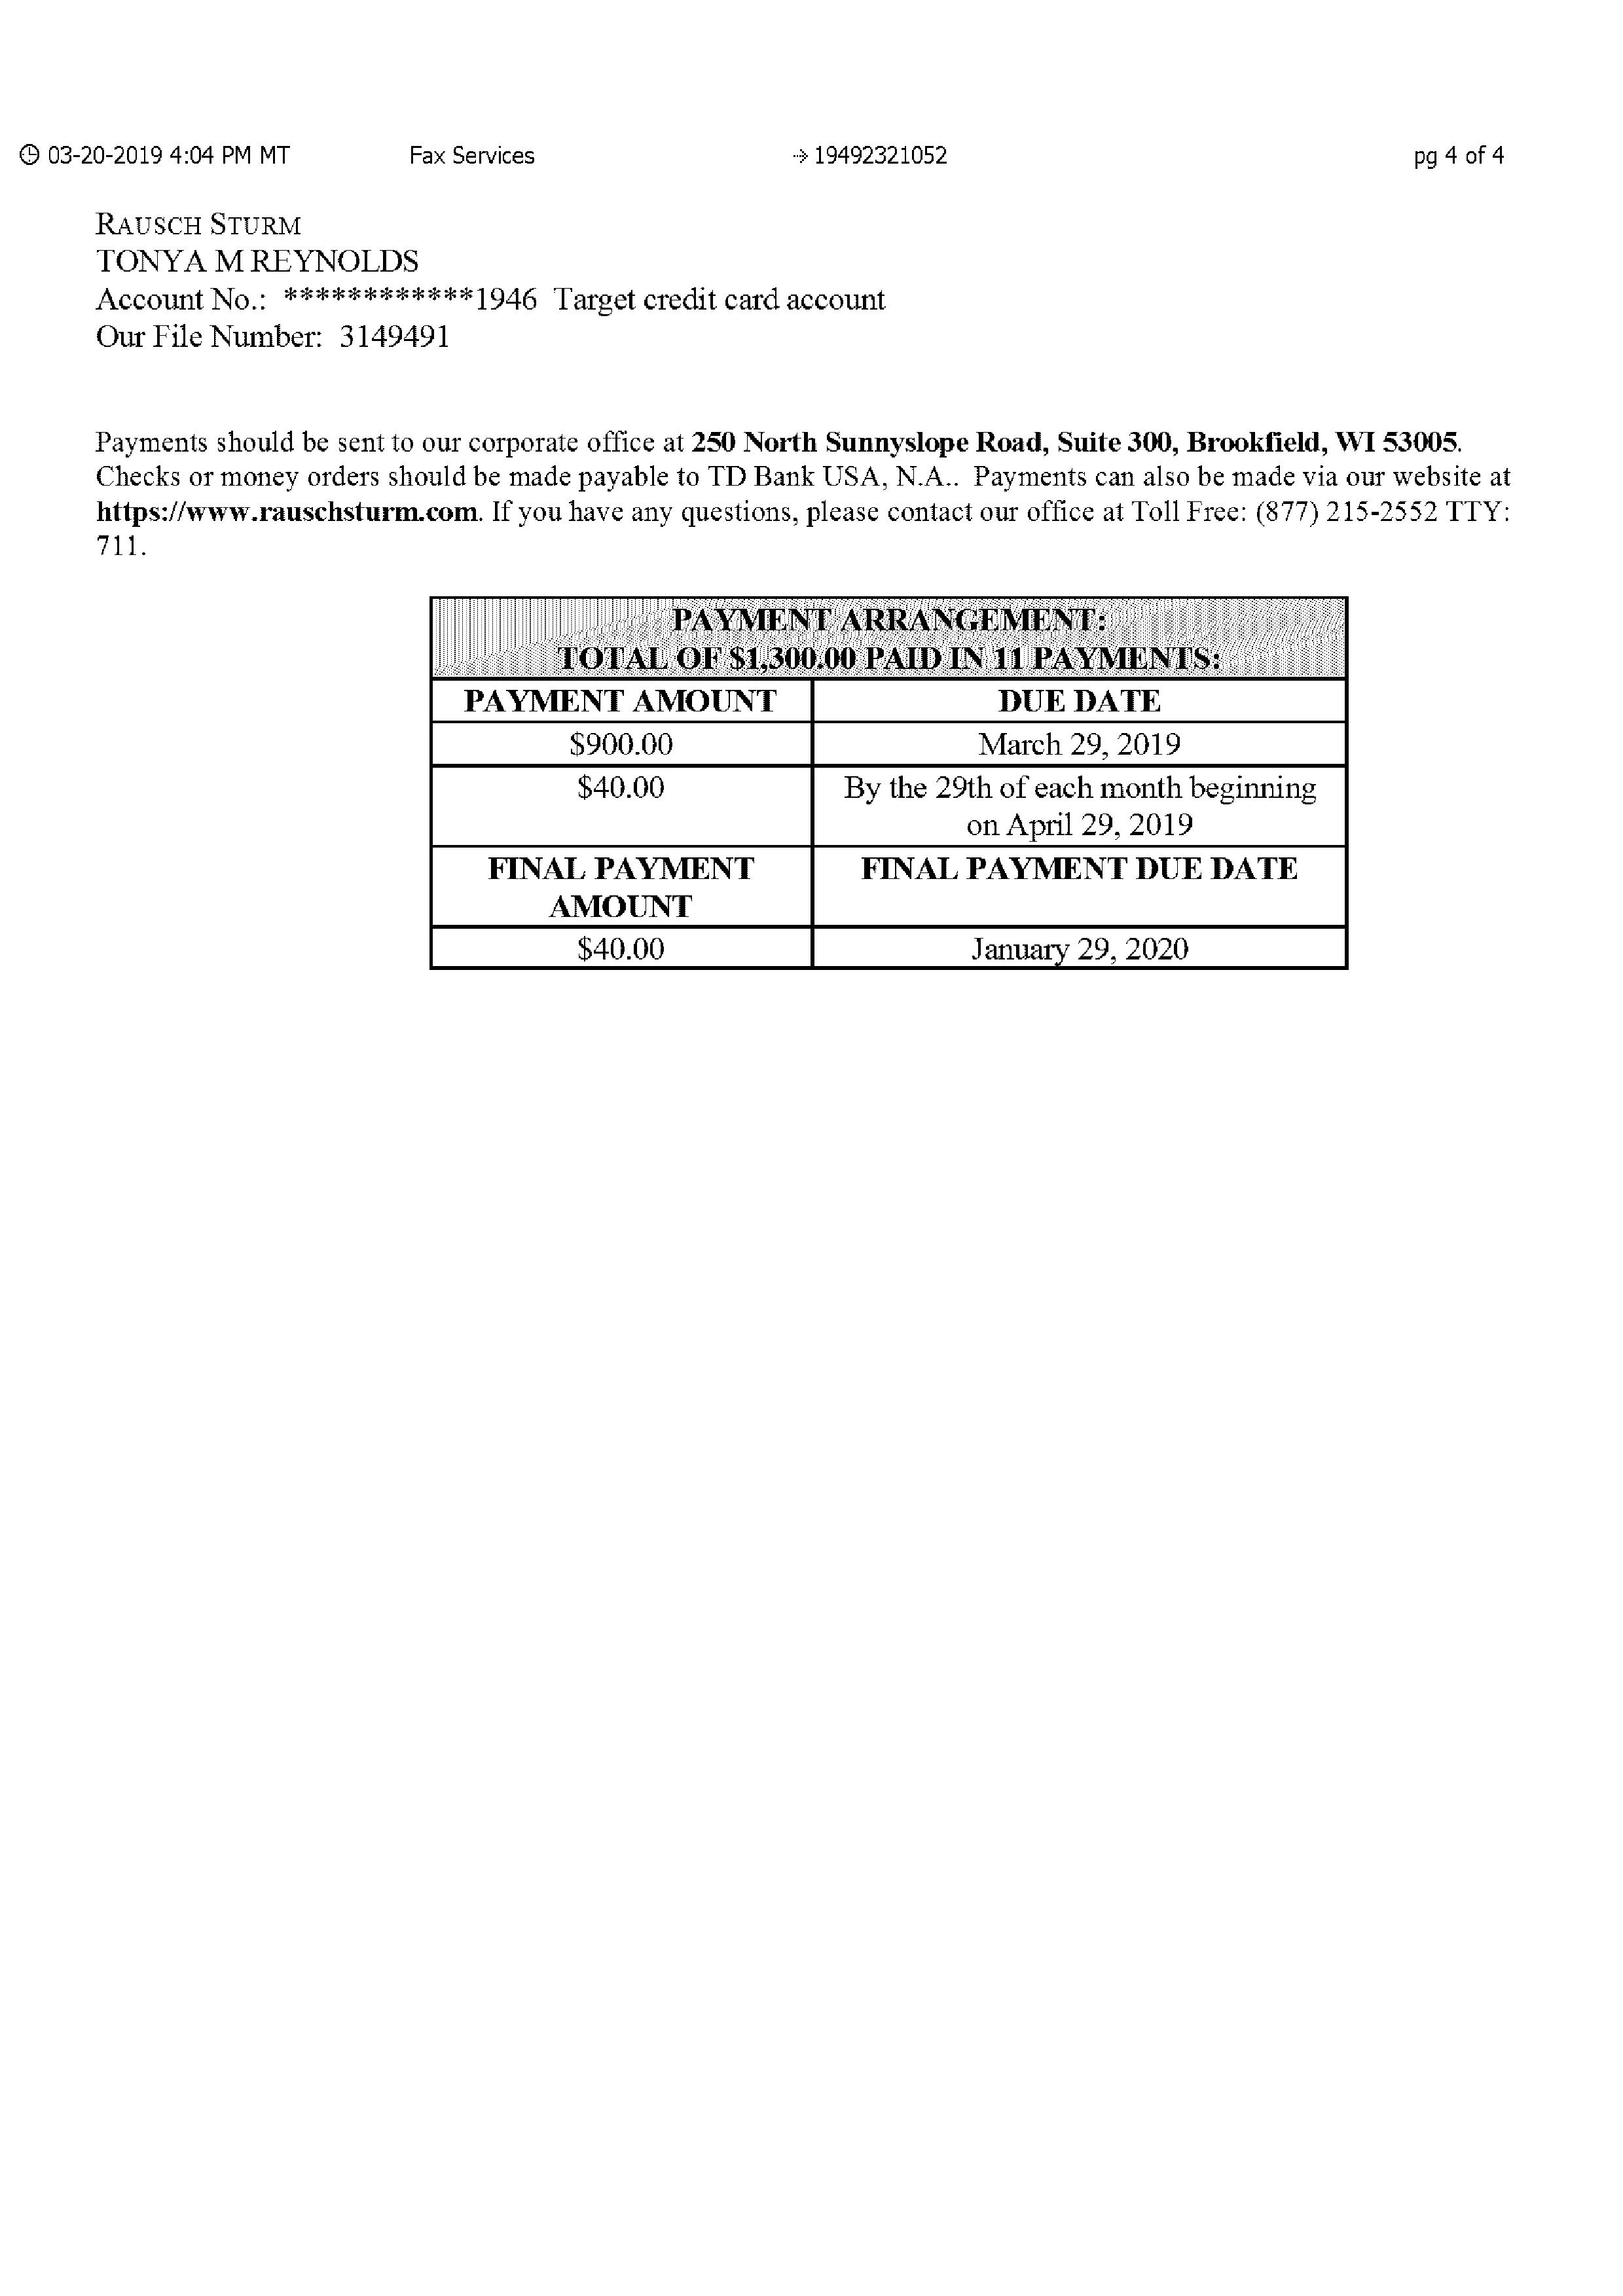 03-20-2019 4:04 PM MT Fax Services 19492321052 pg 4 of 4
RAUSCH STURM
TONYA M REYNOLDS
Account No.: ************1946 Target credit card account
Our File Number: 3149491
Payments should be sent to our corporate office at 250 North Sunnyslope Road, Suite 300, Brookfield, WI 53005.
Checks or money orders should be made payable to TD Bank USA, N.A.. Payments can also be made via our website at
https://www.rauschsturm.com. If you have any questions, please contact our office at Toll Free: (877) 215-2552 TTY:
711.
PAYMENT ARRANGEMENT:
TOTAL OF $1,300.00 PAID IN 11 PAYMENTS:
PAYMENT AMOUNT DUE DATE
$900.00 March 29, 2019
$40.00 By the 29th of each month beginning
on April 29, 2019
FINAL PAYMENT FINAL PAYMENT DUE DATE
AMOUNT
$40.00 January 29, 2020